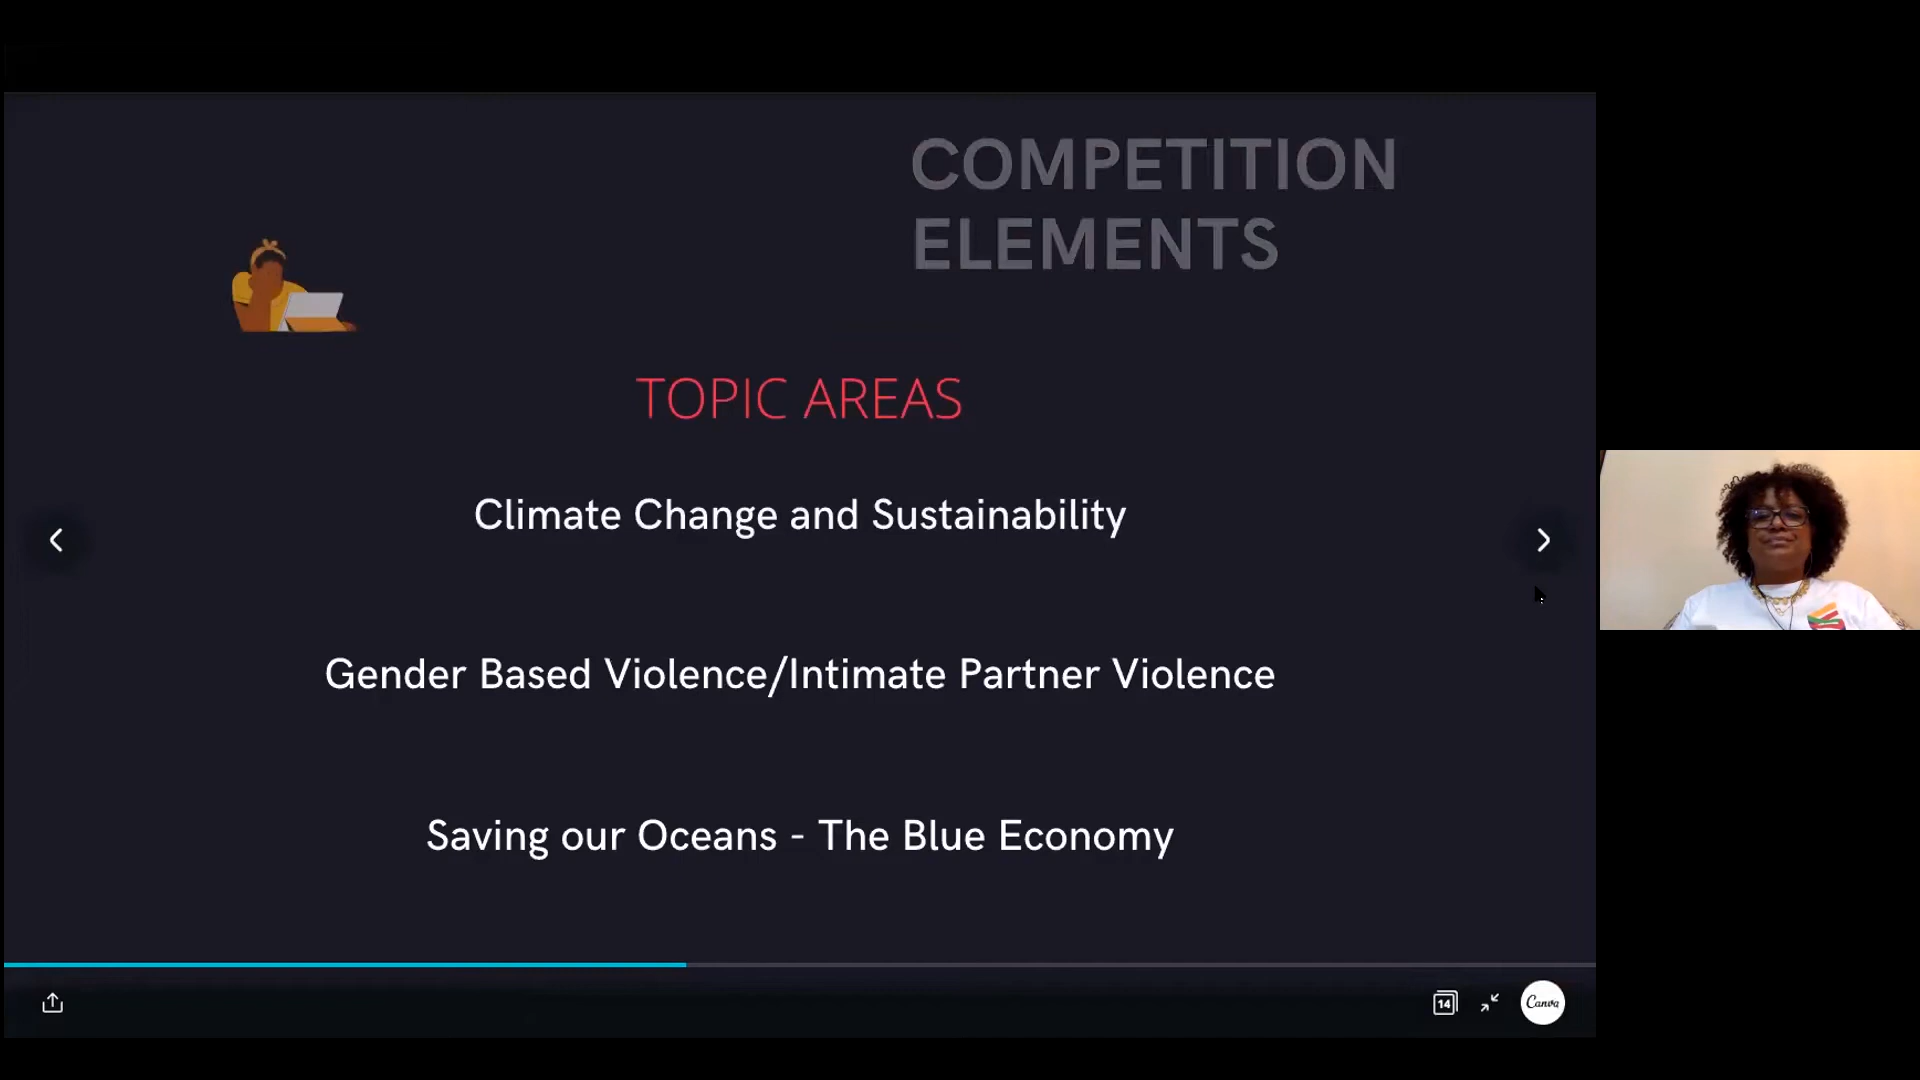 COMPETITION
ELEMENTS
TOPIC AREAS
Climate Change and Sustainability
Gender Based Violence/Intimate Partner Violence
Saving our Oceans - The Blue Economy
14
Canva